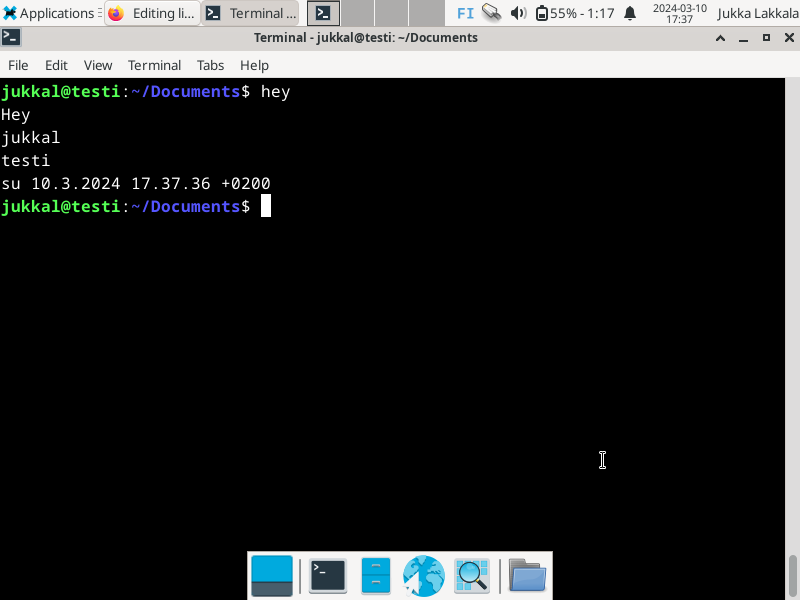 Applications Editing li... Terminal ... FI 55% - 1:17 2024-03-10 Jukka Lakkala
17:37
Terminal - jukkal@testi: ~/Documents
File Edit View Terminal Tabs Help
jukkal@testi:~/Documents$ hey
Hey
jukkal
testi
su 10.3.2024 17.37.36 +0200
jukkal@testi:~/Documents$